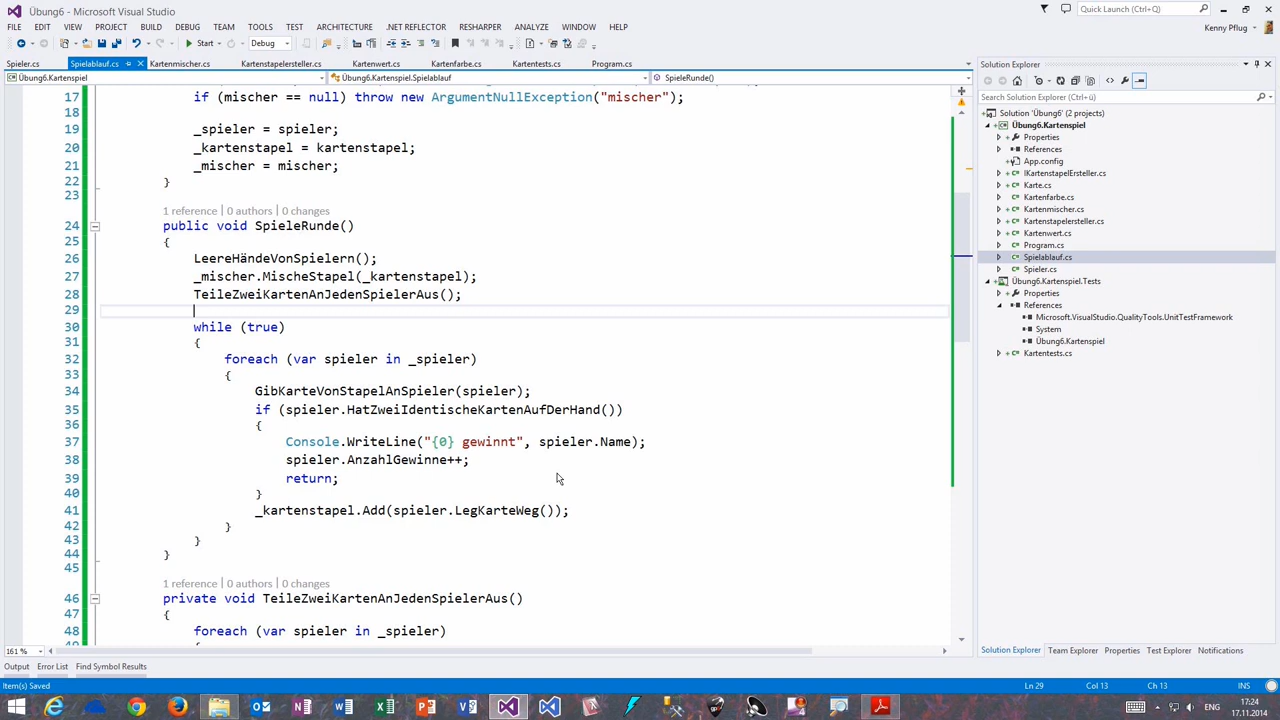 Übung6 - Microsoft Visual Studio
Quick Launch (Ctrl+Q)
FILE EDIT VIEW PROJECT BUILD DEBUG TEAM TOOLS TEST ARCHITECTURE .NET REFLECTOR RESHARPER ANALYZE WINDOW HELP
Kenny Pflug
Start Debug
Spieler.cs Spielablauf.cs Kartenmischer.cs Kartenstapelersteller.cs Kartenwert.cs Kartenfarbe.cs Kartentests.cs Program.cs
Übung6.Kartenspiel Übung6.Kartenspiel.Spielablauf SpieleRunde()
17 if (mischer == null) throw new ArgumentNullException("mischer");
18
19 _spieler = spieler;
20 _kartenstapel = kartenstapel;
21 _mischer = mischer;
22 }
23
1 reference | 0 authors | 0 changes
24 public void SpieleRunde()
25 {
26 LeereHändeVonSpielern();
27 _mischer.MischeStapel(_kartenstapel);
28 TeileZweiKartenAnJedenSpielerAus();
29
30 while (true)
31 {
32 foreach (var spieler in _spieler)
33 {
34 GibKarteVonStapelAnSpieler(spieler);
35 if (spieler.HatZweiIdentischeKartenAufDerHand())
36 {
37 Console.WriteLine("{0} gewinnt", spieler.Name);
38 spieler.AnzahlGewinne++;
39 return;
40 }
41 _kartenstapel.Add(spieler.LegKarteWeg());
42 }
43 }
44 }
45
1 reference | 0 authors | 0 changes
46 private void TeileZweiKartenAnJedenSpielerAus()
47 {
48 foreach (var spieler in _spieler)
161 %
Solution Explorer
Search Solution Explorer (Ctrl+ü)
Solution 'Übung6' (2 projects)
Übung6.Kartenspiel
Properties
References
App.config
IKartenstapelErsteller.cs
Karte.cs
Kartenfarbe.cs
Kartenmischer.cs
Kartenstapelersteller.cs
Kartenwert.cs
Program.cs
Spielablauf.cs
Spieler.cs
Übung6.Kartenspiel.Tests
Properties
References
Microsoft.VisualStudio.QualityTools.UnitTestFramework
System
Übung6.Kartenspiel
Kartentests.cs
Solution Explorer Team Explorer Properties Test Explorer Notifications
Output Error List Find Symbol Results
Item(s) Saved Ln 29 Col 13 Ch 13 INS
ENG 17:24
17.11.2014